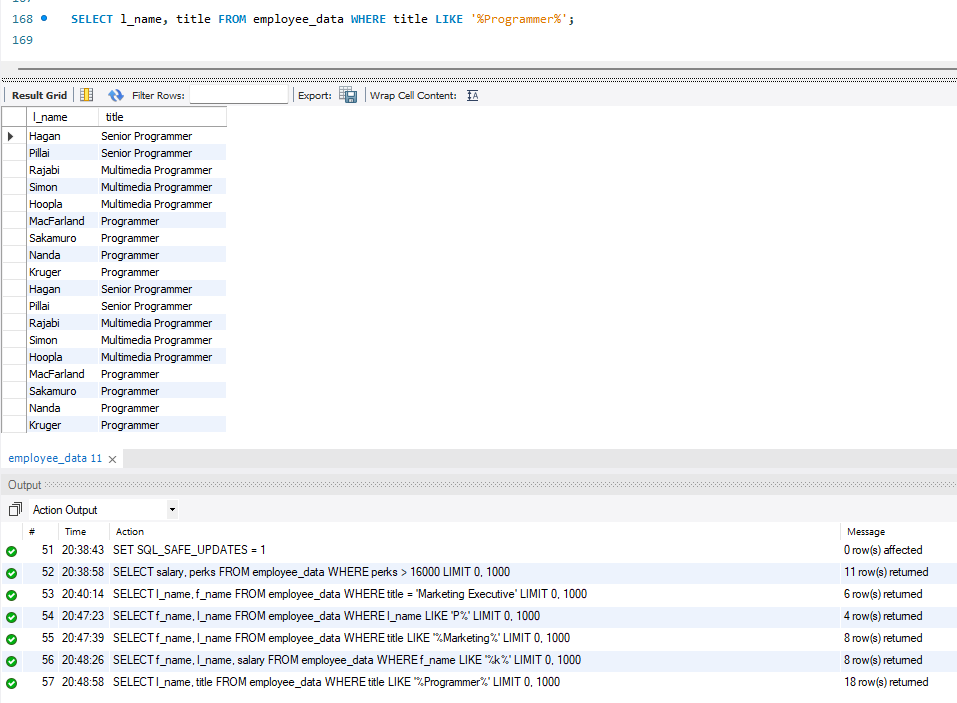 168 SELECT l_name, title FROM employee_data WHERE title LIKE '%Programmer%';
169
Result Grid Filter Rows: Export: Wrap Cell Content:
l_name title
Hagan Senior Programmer
Pillai Senior Programmer
Rajabi Multimedia Programmer
Simon Multimedia Programmer
Hoopla Multimedia Programmer
MacFarland Programmer
Sakamuro Programmer
Nanda Programmer
Kruger Programmer
Hagan Senior Programmer
Pillai Senior Programmer
Rajabi Multimedia Programmer
Simon Multimedia Programmer
Hoopla Multimedia Programmer
MacFarland Programmer
Sakamuro Programmer
Nanda Programmer
Kruger Programmer
employee_data 11
Output
Action Output
# Time Action Message
51 20:38:43 SET SQL_SAFE_UPDATES = 1 0 row(s) affected
52 20:38:58 SELECT salary, perks FROM employee_data WHERE perks > 16000 LIMIT 0, 1000 11 row(s) returned
53 20:40:14 SELECT l_name, f_name FROM employee_data WHERE title = 'Marketing Executive' LIMIT 0, 1000 6 row(s) returned
54 20:47:23 SELECT f_name, l_name FROM employee_data WHERE l_name LIKE 'P%' LIMIT 0, 1000 4 row(s) returned
55 20:47:39 SELECT f_name, l_name FROM employee_data WHERE title LIKE '%Marketing%' LIMIT 0, 1000 8 row(s) returned
56 20:48:26 SELECT f_name, l_name, salary FROM employee_data WHERE f_name LIKE '%k%' LIMIT 0, 1000 8 row(s) returned
57 20:48:58 SELECT l_name, title FROM employee_data WHERE title LIKE '%Programmer%' LIMIT 0, 1000 18 row(s) returned